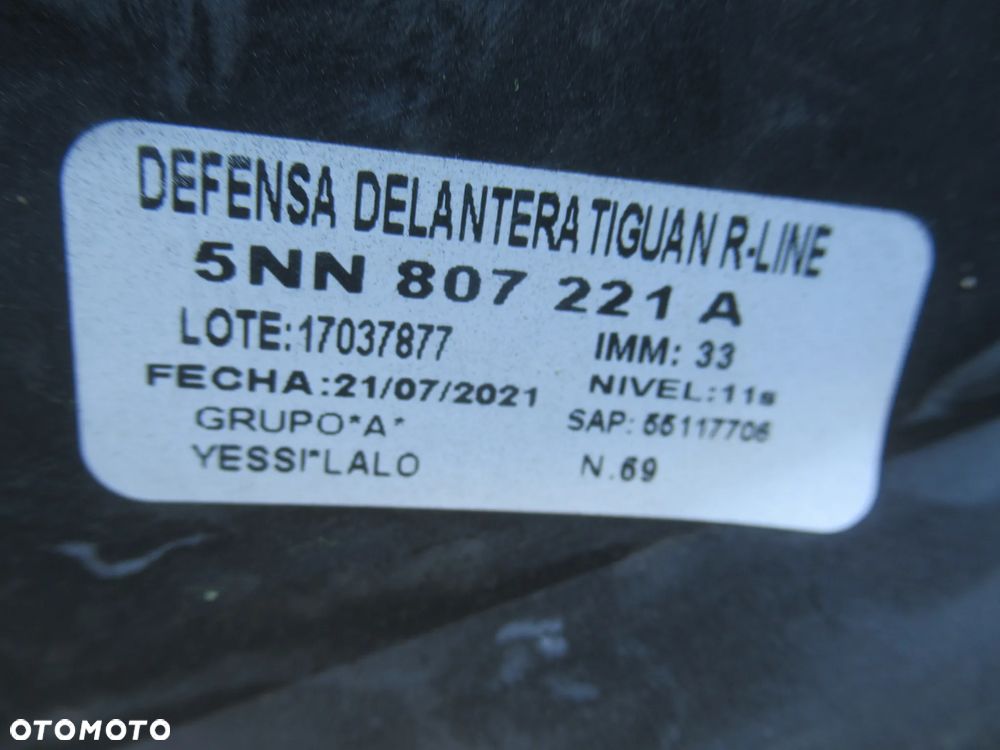 DEFENSA DELANTERA TIGUAN R-LINE
5NN 807 221 A
LOTE:17037877 IMM: 33
FECHA:21/07/2021 NIVEL:11s
GRUPO*A* SAP: 55117706
YESSI*LALO N.69
OTOMOTO